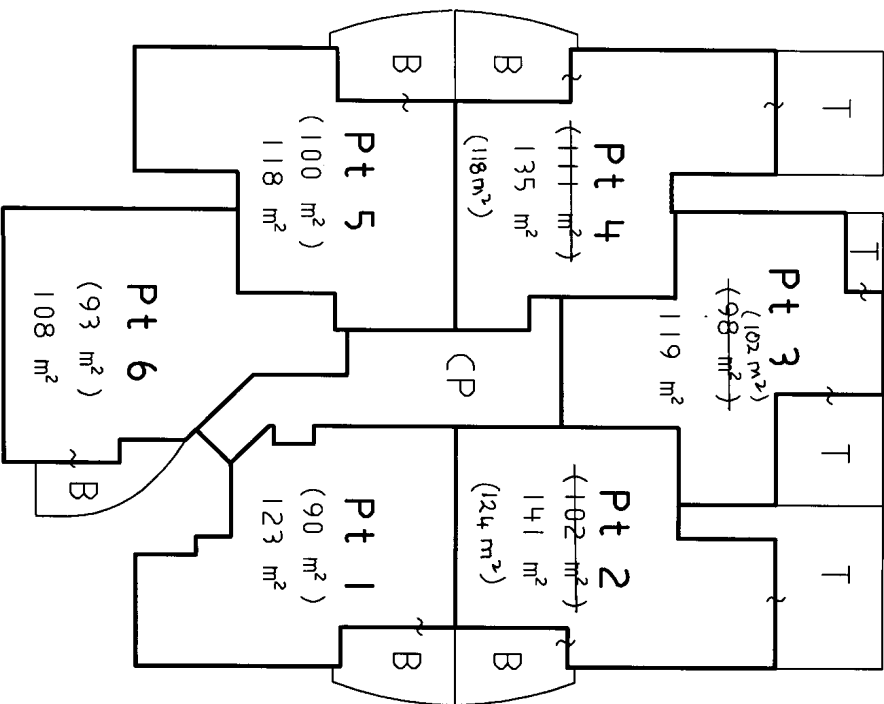 B
B
T
Pt 5
(100 m²)
118 m²
Pt 4
(111 m²)
135 m²
(118 m²)
T
Pt 3
(102 m²)
(98 m²)
119 m²
Pt 6
(93 m²)
108 m²
CP
T
B
Pt 1
(90 m²)
123 m²
Pt 2
(102 m²)
141 m²
(124 m²)
T
B
B